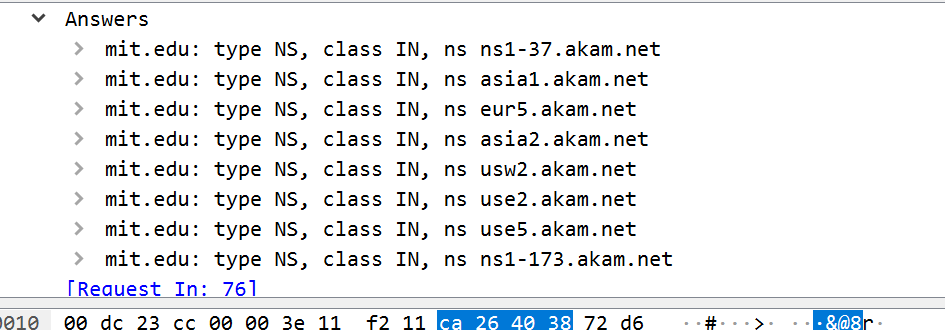 Answers
mit.edu: type NS, class IN, ns ns1-37.akam.net
mit.edu: type NS, class IN, ns asia1.akam.net
mit.edu: type NS, class IN, ns eur5.akam.net
mit.edu: type NS, class IN, ns asia2.akam.net
mit.edu: type NS, class IN, ns usw2.akam.net
mit.edu: type NS, class IN, ns use2.akam.net
mit.edu: type NS, class IN, ns use5.akam.net
mit.edu: type NS, class IN, ns ns1-173.akam.net
[Request In: 76]
0010 00 dc 23 cc 00 00 3e 11 f2 11 ca 26 40 38 72 d6 ··#···>· ···&@8r·